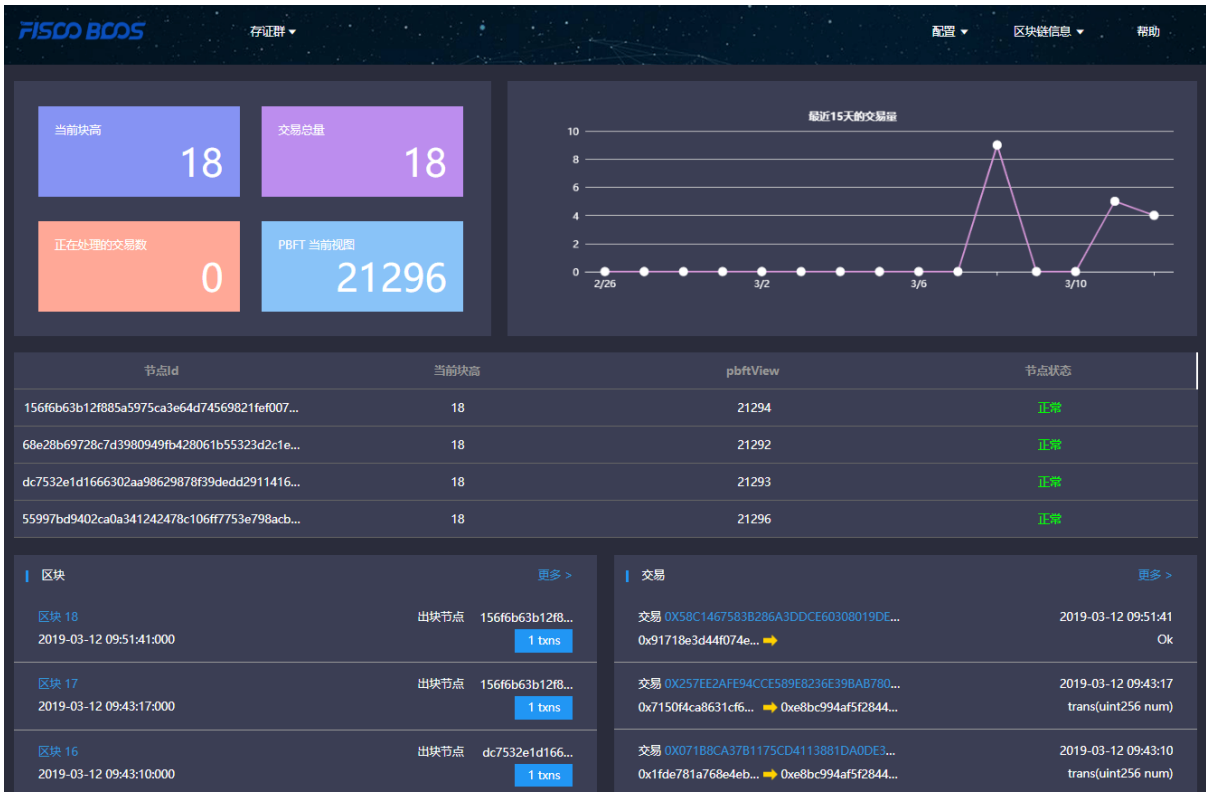 FISCO BCOS
存证群
配置
区块链信息
帮助
当前块高
18
交易总量
18
正在处理的交易数
0
PBFT 当前视图
21296
最近15天的交易量
10
8
6
4
2
0
2/26
3/2
3/6
3/10
节点Id 当前块高 pbftView 节点状态
156f6b63b12f885a5975ca3e64d74569821fef007... 18 21294 正常
68e28b69728c7d3980949fb428061b55323d2c1e... 18 21292 正常
dc7532e1d1666302aa98629878f39dedd2911416... 18 21293 正常
55997bd9402ca0a341242478c106ff7753e798acb... 18 21296 正常
区块 更多 >
区块 18 出块节点 156f6b63b12f8...
2019-03-12 09:51:41:000 1 txns
区块 17 出块节点 156f6b63b12f8...
2019-03-12 09:43:17:000 1 txns
区块 16 出块节点 dc7532e1d166...
2019-03-12 09:43:10:000 1 txns
交易 更多 >
交易 0X58C1467583B286A3DDCE60308019DE... 2019-03-12 09:51:41
0x91718e3d44f074e... Ok
交易 0X257EE2AFE94CCE589E8236E39BAB780... 2019-03-12 09:43:17
0x7150f4ca8631cf6... 0xe8bc994af5f2844... trans(uint256 num)
交易 0X071B8CA37B1175CD4113881DA0DE3... 2019-03-12 09:43:10
0x1fde781a768e4eb... 0xe8bc994af5f2844... trans(uint256 num)